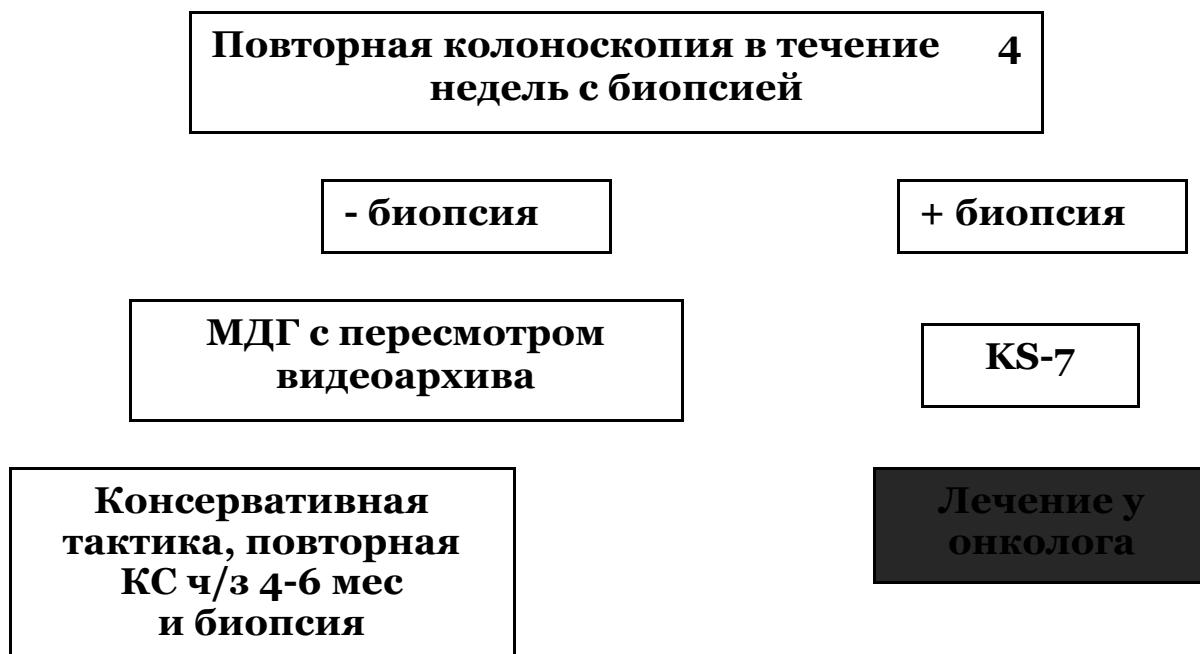 Повторная колоноскопия в течение 4
недель с биопсией
- биопсия
+ биопсия
МДГ с пересмотром
видеоархива
KS-7
Консервативная
тактика, повторная
КС ч/з 4-6 мес
и биопсия
Лечение у
онколога